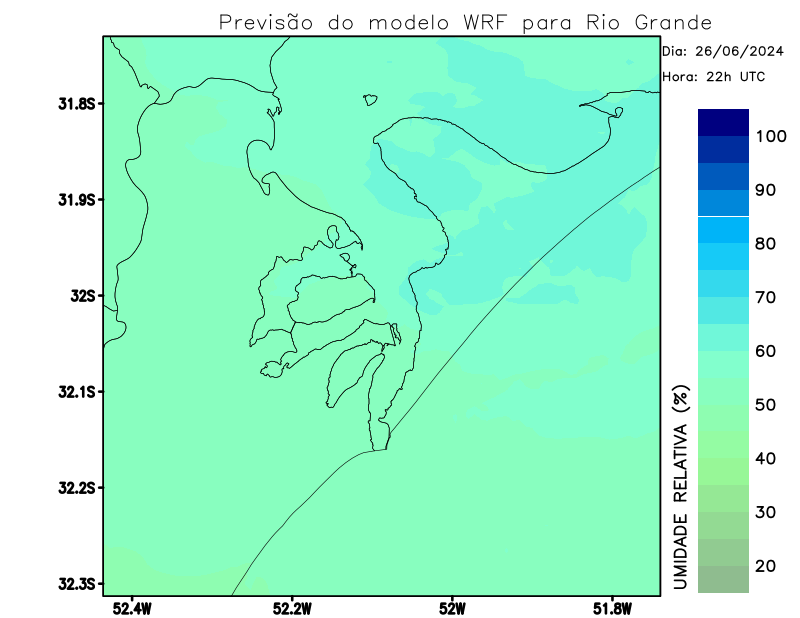 Previsão do modelo WRF para Rio Grande
Dia: 26/06/2024
Hora: 22h UTC
31.8S
31.9S
32S
32.1S
32.2S
32.3S
52.4W
52.2W
52W
51.8W
UMIDADE RELATIVA (%)
100
90
80
70
60
50
40
30
20